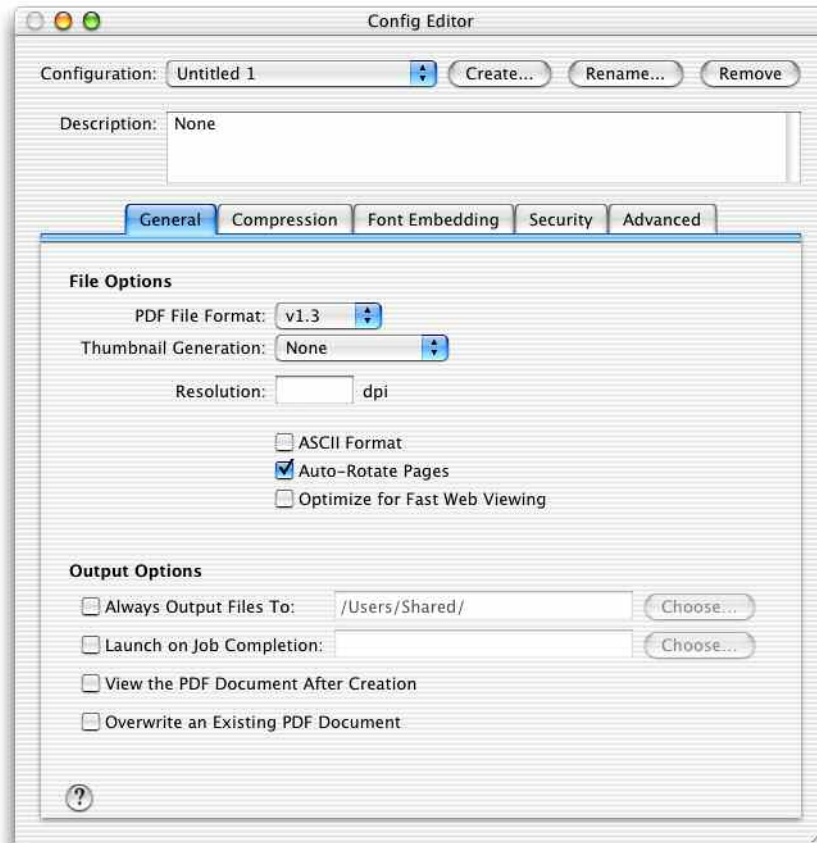 Config Editor
Configuration: Untitled 1 Create... Rename... Remove
Description: None
General Compression Font Embedding Security Advanced
File Options
PDF File Format: v1.3
Thumbnail Generation: None
Resolution: dpi
ASCII Format
Auto-Rotate Pages
Optimize for Fast Web Viewing
Output Options
Always Output Files To: /Users/Shared/ Choose...
Launch on Job Completion: Choose...
View the PDF Document After Creation
Overwrite an Existing PDF Document
?